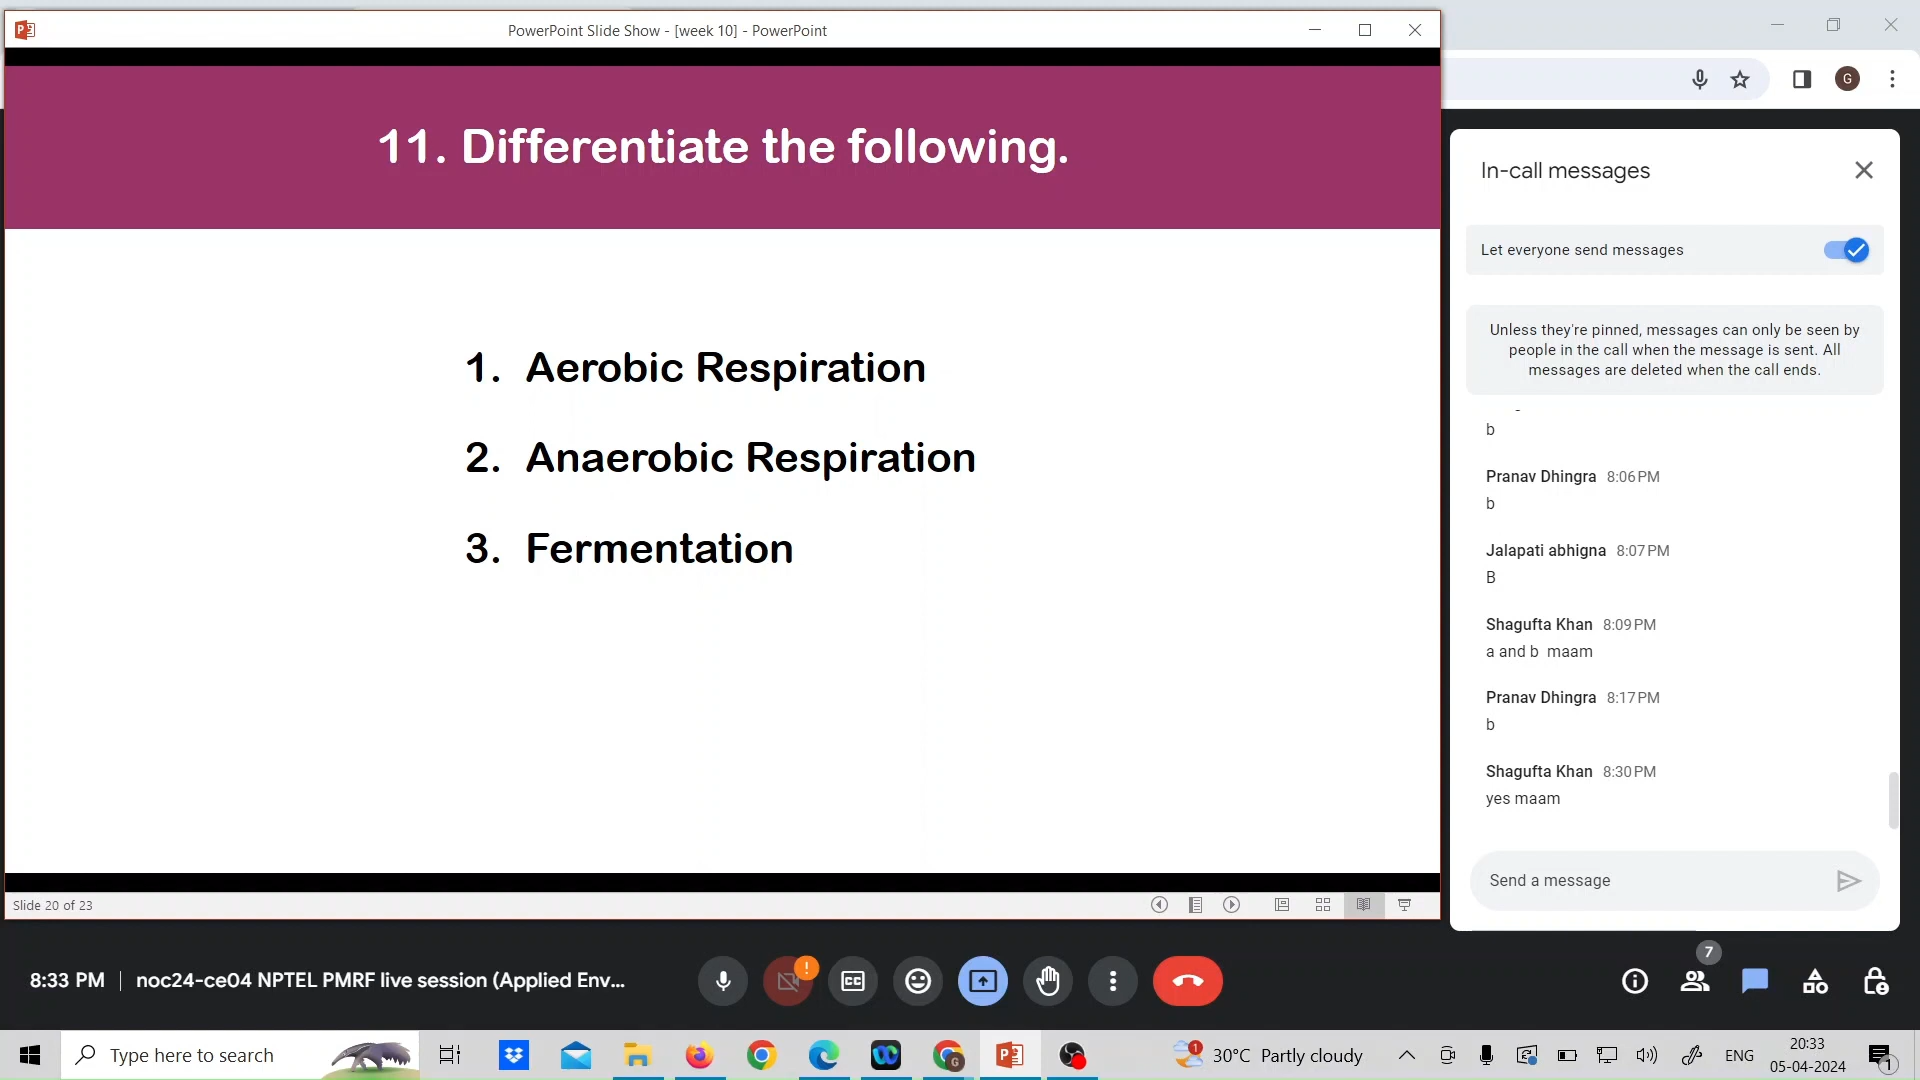 PowerPoint Slide Show - [week 10] - PowerPoint
11. Differentiate the following.
1. Aerobic Respiration
2. Anaerobic Respiration
3. Fermentation
Slide 20 of 23
G
In-call messages
Let everyone send messages
Unless they're pinned, messages can only be seen by
people in the call when the message is sent. All
messages are deleted when the call ends.
b
Pranav Dhingra 8:06 PM
b
Jalapati abhigna 8:07 PM
B
Shagufta Khan 8:09 PM
a and b maam
Pranav Dhingra 8:17 PM
b
Shagufta Khan 8:30 PM
yes maam
Send a message
8:33 PM | noc24-ce04 NPTEL PMRF live session (Applied Env...
7
Type here to search
30°C Partly cloudy
ENG
20:33
05-04-2024
1